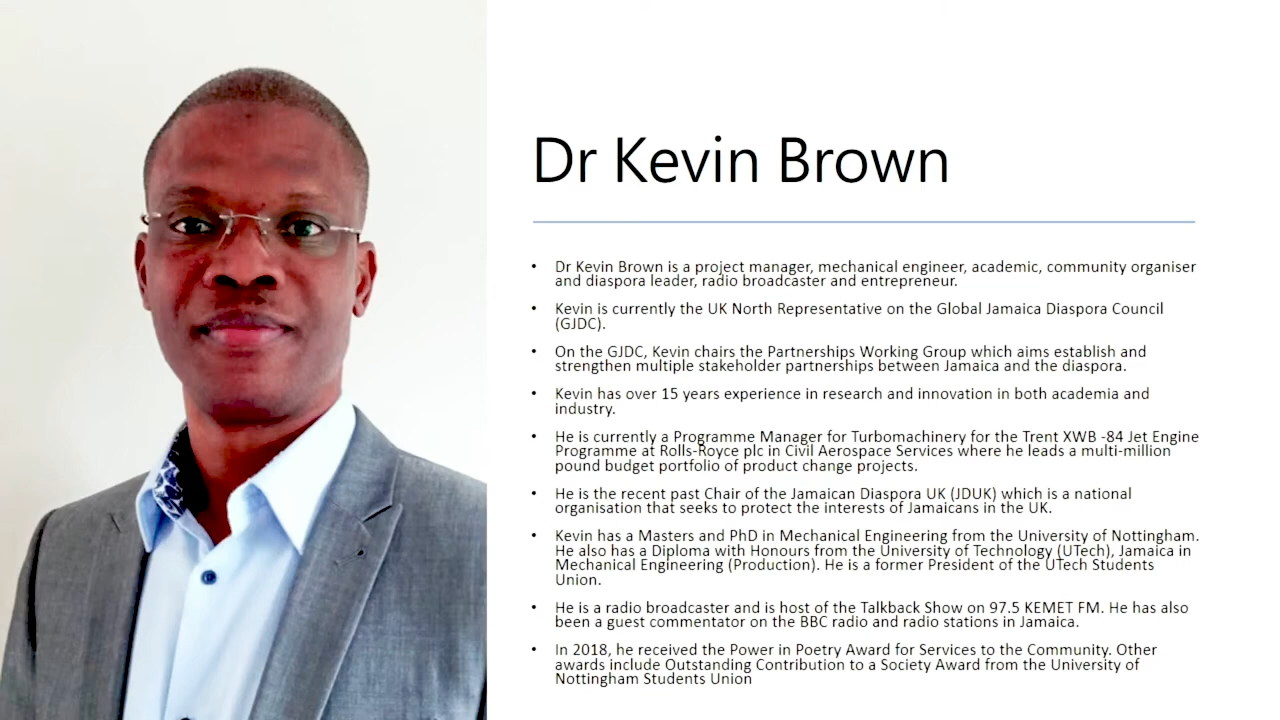 Dr Kevin Brown
• Dr Kevin Brown is a project manager, mechanical engineer, academic, community organiser
and diaspora leader, radio broadcaster and entrepreneur.
• Kevin is currently the UK North Representative on the Global Jamaica Diaspora Council
(GJDC).
• On the GJDC, Kevin chairs the Partnerships Working Group which aims establish and
strengthen multiple stakeholder partnerships between Jamaica and the diaspora.
• Kevin has over 15 years experience in research and innovation in both academia and
industry.
• He is currently a Programme Manager for Turbomachinery for the Trent XWB -84 Jet Engine
Programme at Rolls-Royce plc in Civil Aerospace Services where he leads a multi-million
pound budget portfolio of product change projects.
• He is the recent past Chair of the Jamaican Diaspora UK (JDUK) which is a national
organisation that seeks to protect the interests of Jamaicans in the UK.
• Kevin has a Masters and PhD in Mechanical Engineering from the University of Nottingham.
He also has a Diploma with Honours from the University of Technology (UTech), Jamaica in
Mechanical Engineering (Production). He is a former President of the UTech Students
Union.
• He is a radio broadcaster and is host of the Talkback Show on 97.5 KEMET FM. He has also
been a guest commentator on the BBC radio and radio stations in Jamaica.
• In 2018, he received the Power in Poetry Award for Services to the Community. Other
awards include Outstanding Contribution to a Society Award from the University of
Nottingham Students Union